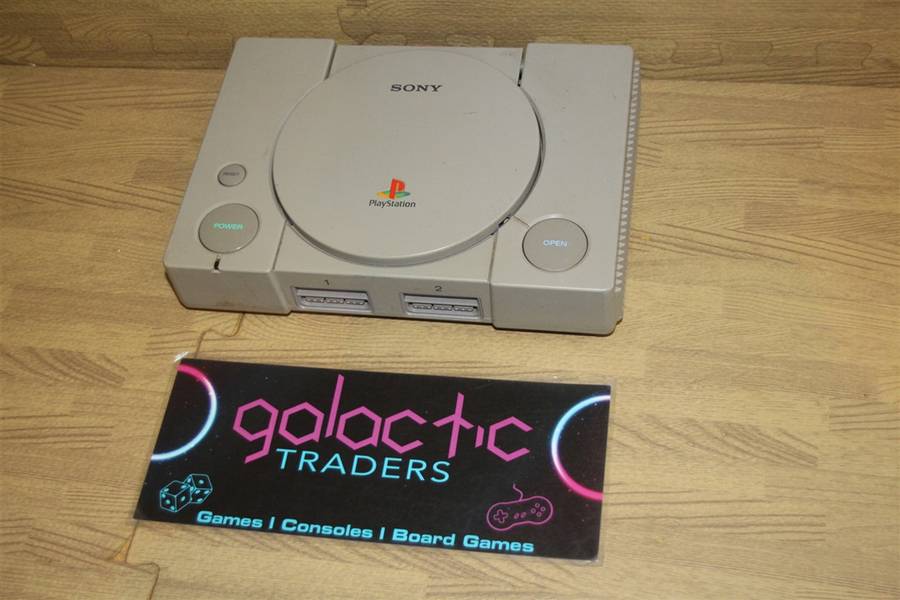 SONY
RESET
PlayStation
POWER
OPEN
1
2
galactic
TRADERS
Games | Consoles | Board Games